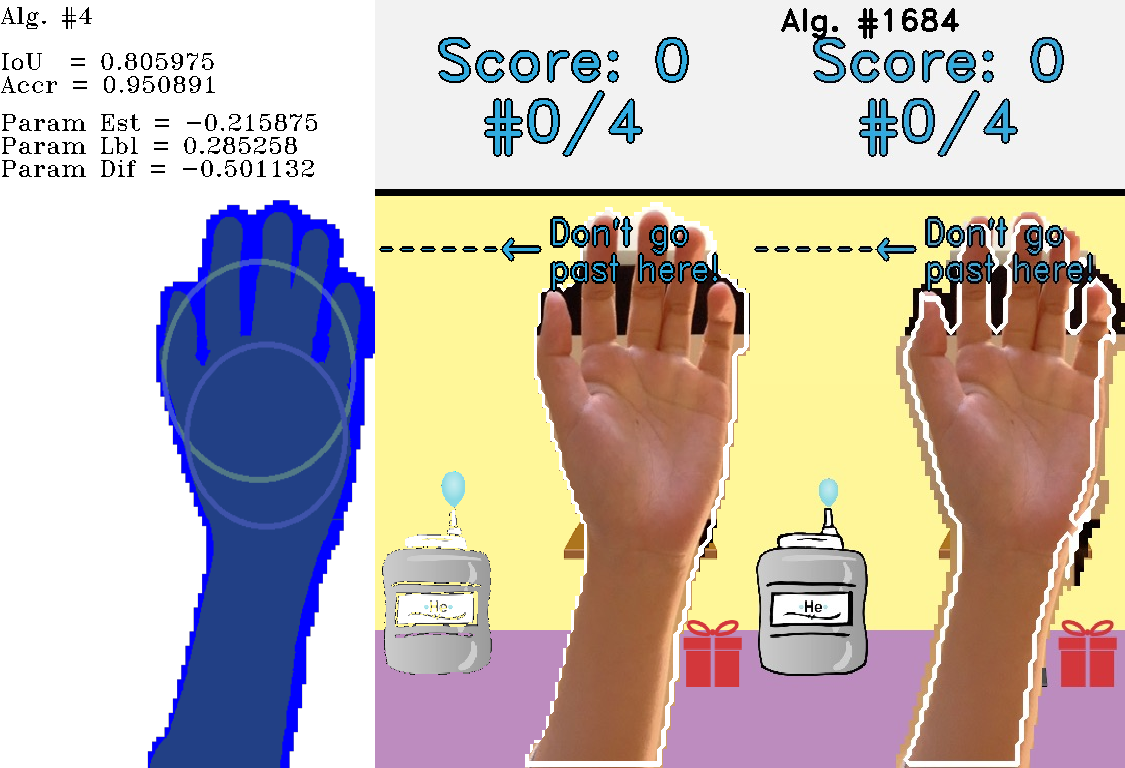 Alg. #4
IoU = 0.805975
Accr = 0.950891
Param Est = −0.215875
Param Lbl = 0.285258
Param Dif = −0.501132
Score: 0
#0/4
Don't go
past here!
He
Alg. #1684
Score: 0
#0/4
Don't go
past here!
He